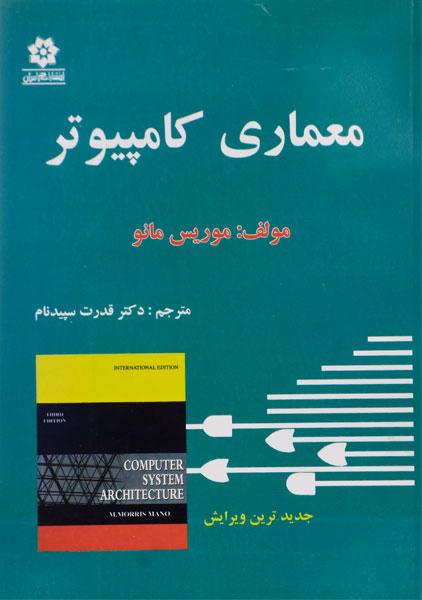 معماری کامپیوتر
مولف: موریس مانو
مترجم : دکتر قدرت سپیدنام
INTERNATIONAL EDITION
THIRD
EDITION
COMPUTER
SYSTEM
ARCHITECTURE
M.MORRIS MANO
جدید ترین ویرایش